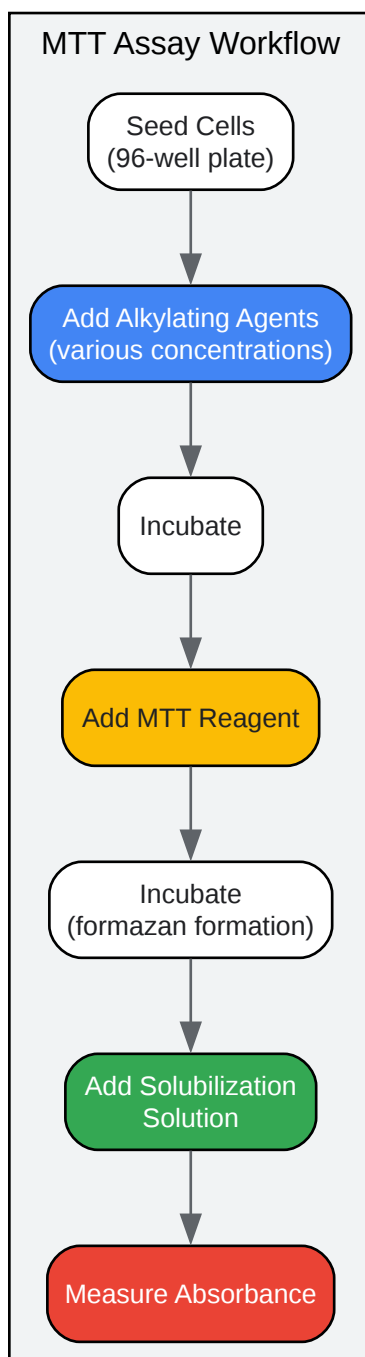 MTT Assay Workflow
Seed Cells
(96-well plate)
Add Alkylating Agents
(various concentrations)
Incubate
Add MTT Reagent
Incubate
(formazan formation)
Add Solubilization
Solution
Measure Absorbance